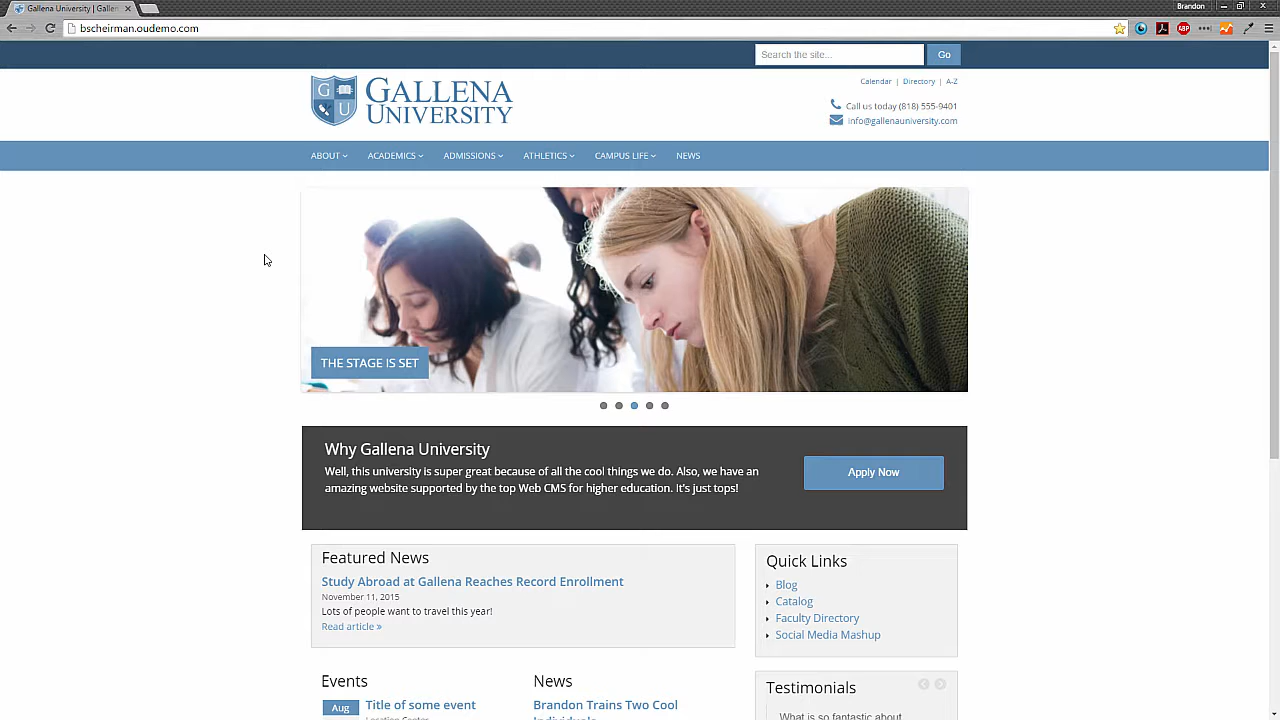 Gallena University | Gallen
Brandon
bscheirman.oudemo.com
ABP
Search the site...
Go
G U
GALLENA
UNIVERSITY
Calendar | Directory | A-Z
Call us today (818) 555-9401
info@gallenauniversity.com
ABOUT ACADEMICS ADMISSIONS ATHLETICS CAMPUS LIFE NEWS
THE STAGE IS SET
Why Gallena University
Well, this university is super great because of all the cool things we do. Also, we have an
amazing website supported by the top Web CMS for higher education. It's just tops!
Apply Now
Featured News
Study Abroad at Gallena Reaches Record Enrollment
November 11, 2015
Lots of people want to travel this year!
Read article »
Quick Links
Blog
Catalog
Faculty Directory
Social Media Mashup
Events
Aug
Title of some event
Location Center
News
Brandon Trains Two Cool
Individuals
Testimonials
What is so fantastic about